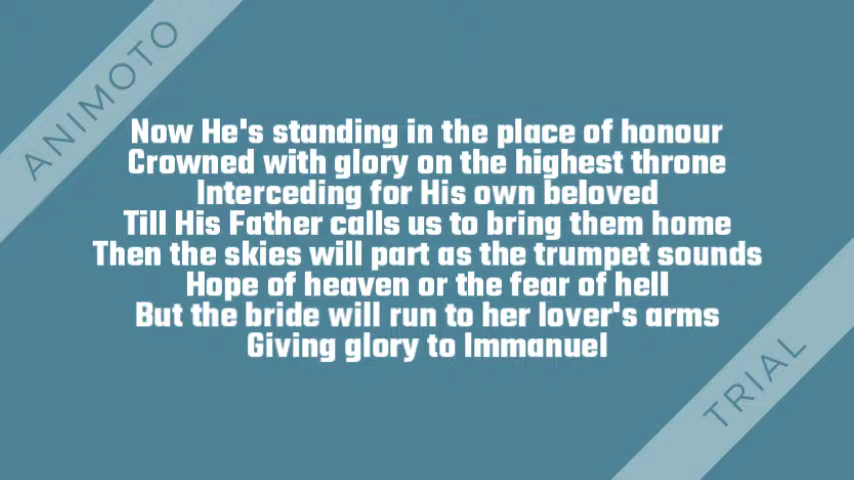 ANIMOTO
Now He's standing in the place of honour
Crowned with glory on the highest throne
Interceding for His own beloved
Till His Father calls us to bring them home
Then the skies will part as the trumpet sounds
Hope of heaven or the fear of hell
But the bride will run to her lover's arms
Giving glory to Immanuel
TRIAL